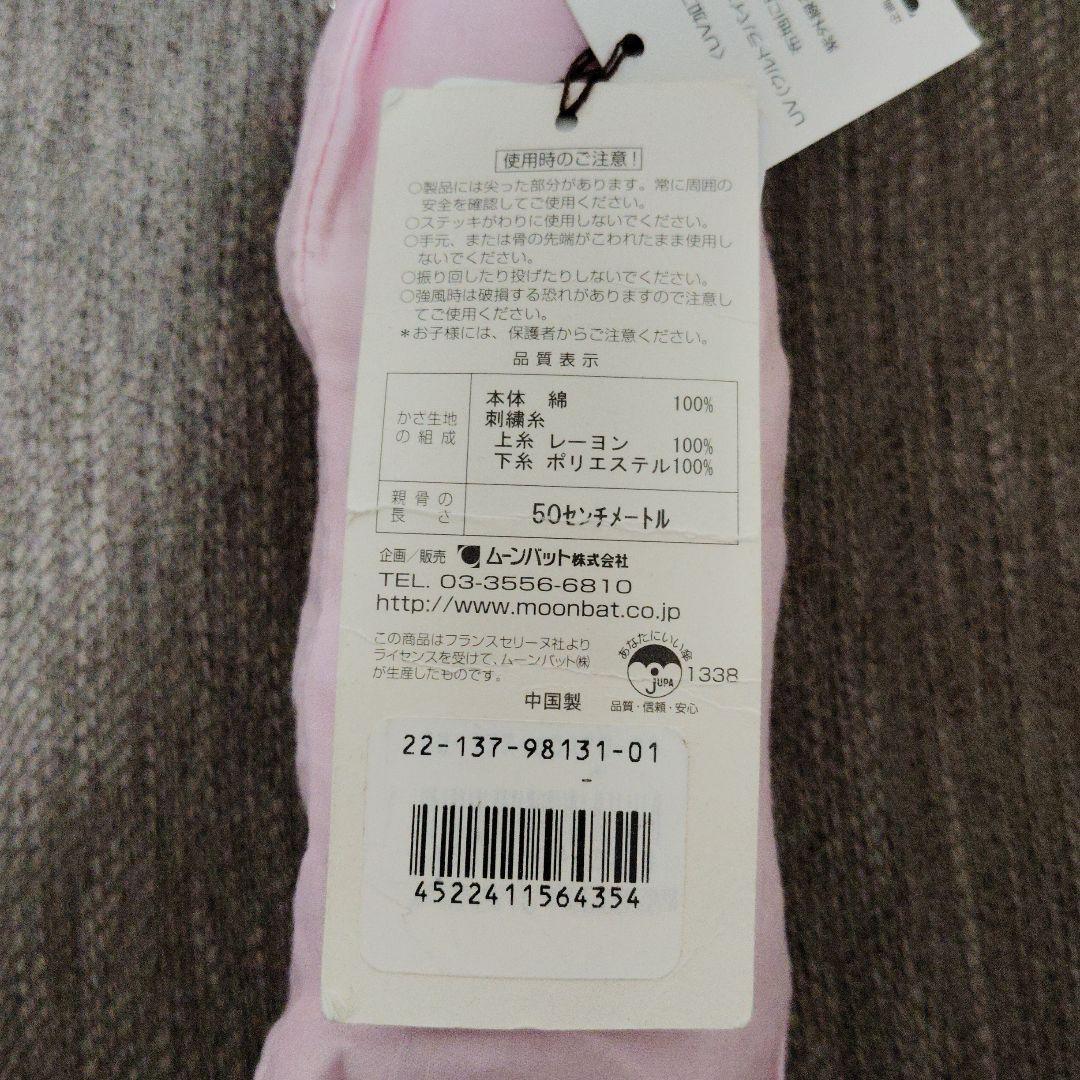 使用時のご注意!
○製品には尖った部分があります。常に周囲の
安全を確認してご使用ください。
○ステッキがわりに使用しないでください。
○手元、または骨の先端がこわれたまま使用し
ないでください。
○振り回したり投げたりしないでください。
○強風時は破損する恐れがありますので注意し
てご使用ください。
*お子様には、保護者からご注意ください。
品質表示
かさ生地
の組成
本体 綿 100%
刺繍糸
上糸 レーヨン 100%
下糸 ポリエステル100%
親骨の
長さ
50センチメートル
企画/販売 ムーンバット株式会社
TEL. 03-3556-6810
http://www.moonbat.co.jp
この商品はフランスセリーヌ社より
ライセンスを受けて、ムーンバット㈱
が生産したものです。
中国製
あなたにいい傘
JUPA
1338
品質・信頼・安心
22-137-98131-01
4522411564354